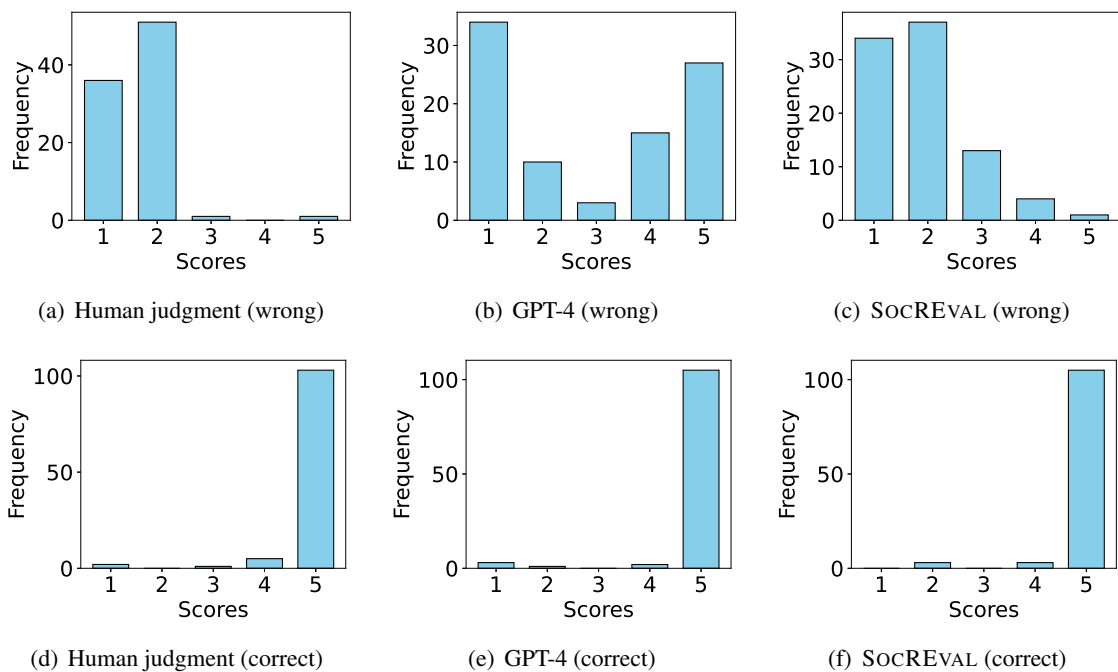 Frequency
40
20
0
1 2 3 4 5
Scores
(a) Human judgment (wrong)
Frequency
30
20
10
0
1 2 3 4 5
Scores
(b) GPT-4 (wrong)
Frequency
30
20
10
0
1 2 3 4 5
Scores
(c) SOCREVAL (wrong)
Frequency
100
50
0
1 2 3 4 5
Scores
(d) Human judgment (correct)
Frequency
100
50
0
1 2 3 4 5
Scores
(e) GPT-4 (correct)
Frequency
100
50
0
1 2 3 4 5
Scores
(f) SOCREVAL (correct)